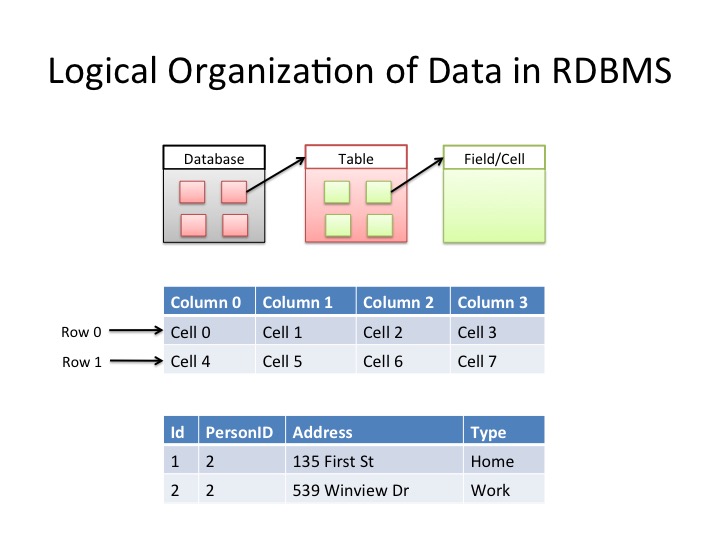 Logical Organization of Data in RDBMS
Database Table Field/Cell
Column 0 Column 1 Column 2 Column 3
Row 0 Cell 0 Cell 1 Cell 2 Cell 3
Row 1 Cell 4 Cell 5 Cell 6 Cell 7
Id PersonID Address Type
1 2 135 First St Home
2 2 539 Winview Dr Work